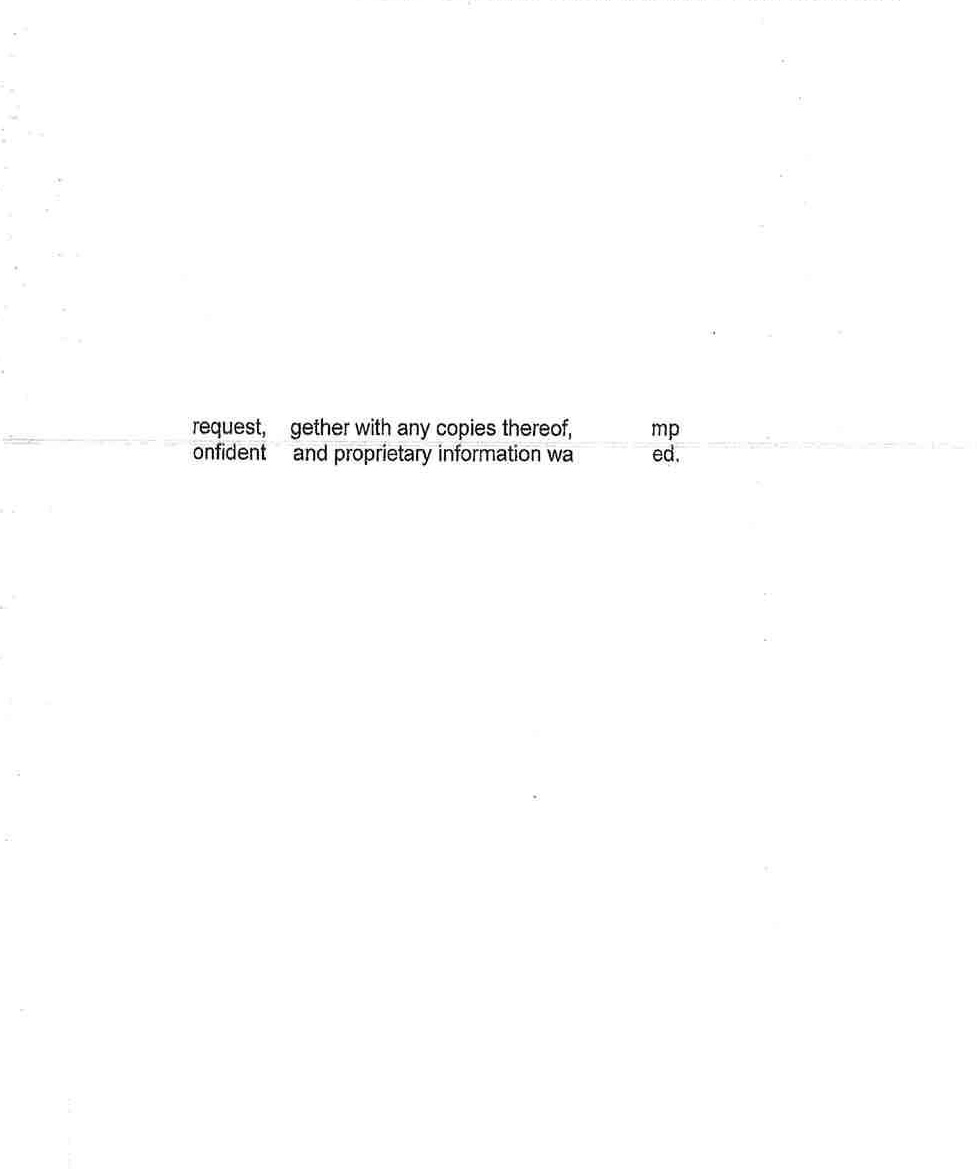 request, gether with any copies thereof, mp
onfident and proprietary information wa ed.